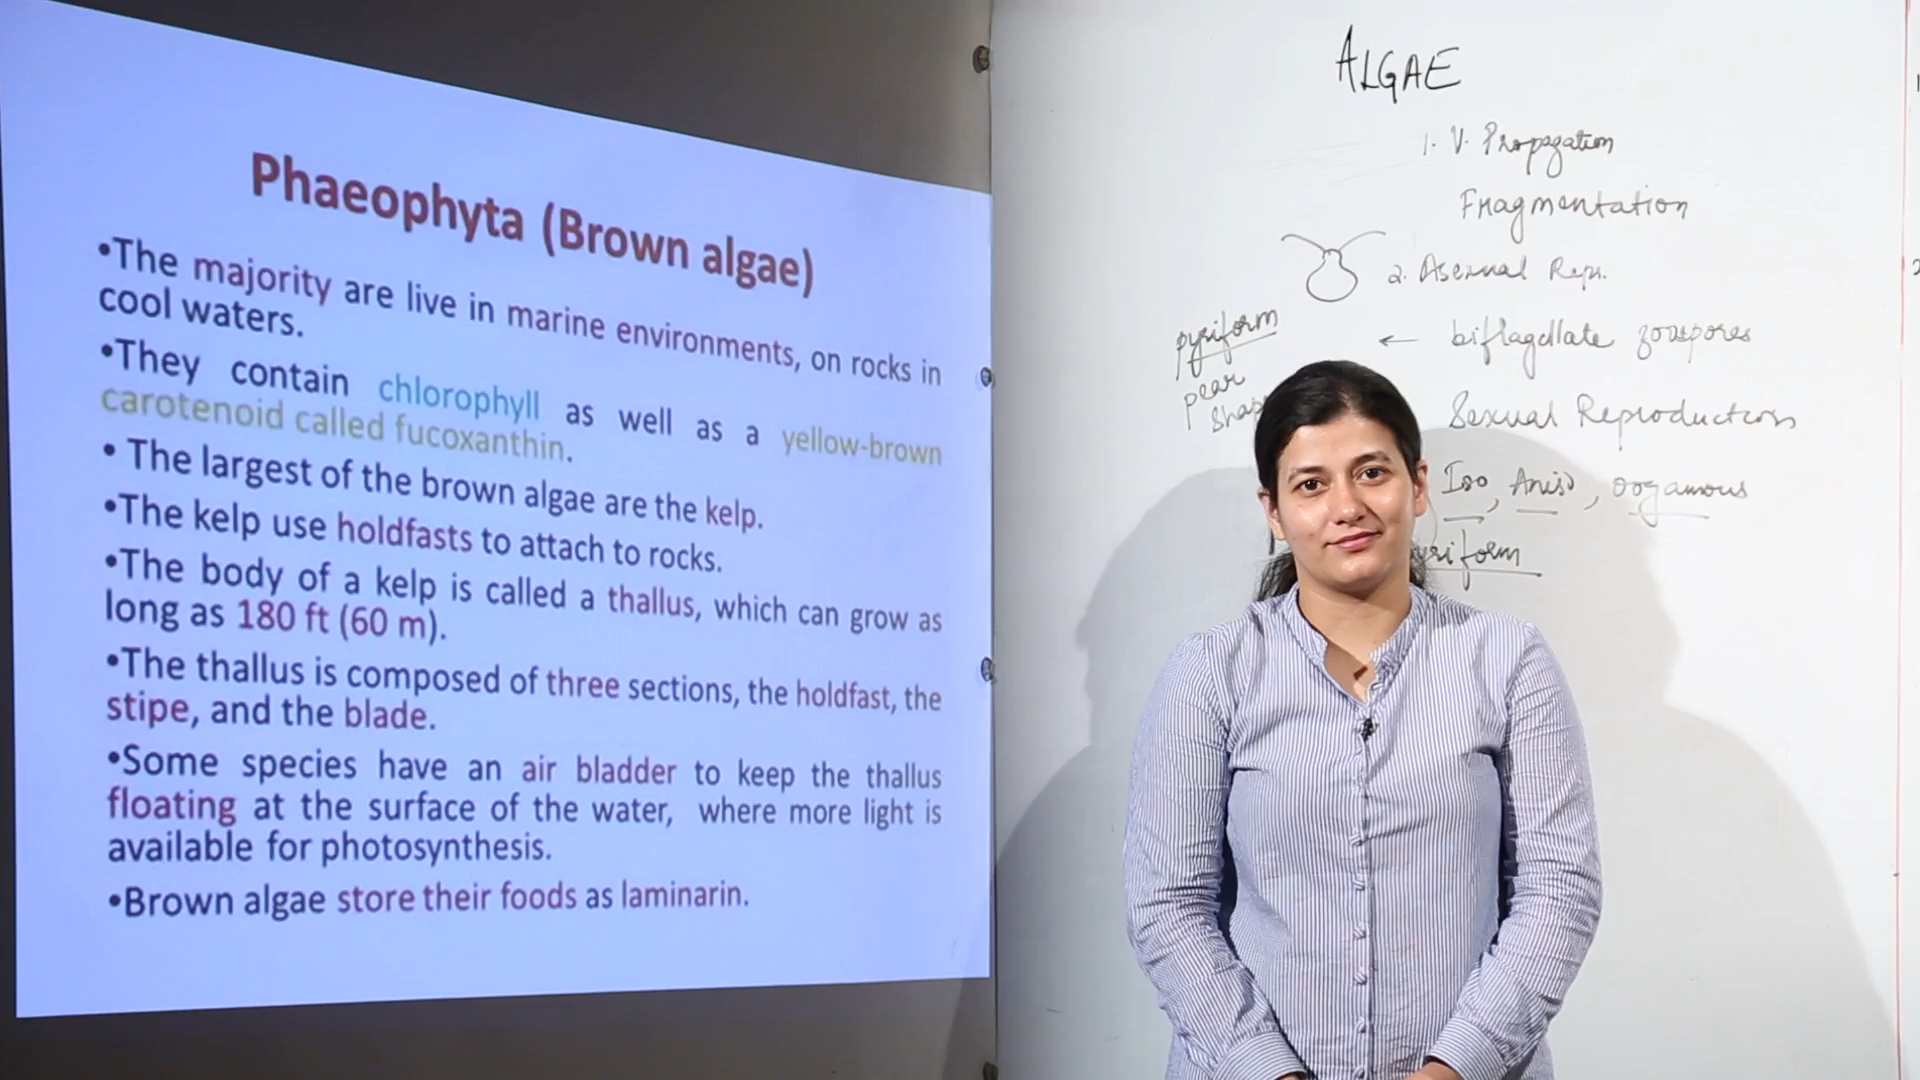 Phaeophyta (Brown algae)
•The majority are live in marine environments, on rocks in
cool waters.
•They contain chlorophyll as well as a yellow-brown
carotenoid called fucoxanthin.
• The largest of the brown algae are the kelp.
•The kelp use holdfasts to attach to rocks.
•The body of a kelp is called a thallus, which can grow as
long as 180 ft (60 m).
•The thallus is composed of three sections, the holdfast, the
stipe, and the blade.
•Some species have an air bladder to keep the thallus
floating at the surface of the water, where more light is
available for photosynthesis.
•Brown algae store their foods as laminarin.
ALGAE
1. V. Propagation
Fragmentation
2. Asexual Repr.
← biflagellate zoospores
pyriform
pear
shap
Sexual Reproduction
Iso, Aniso, oogamous
yriform